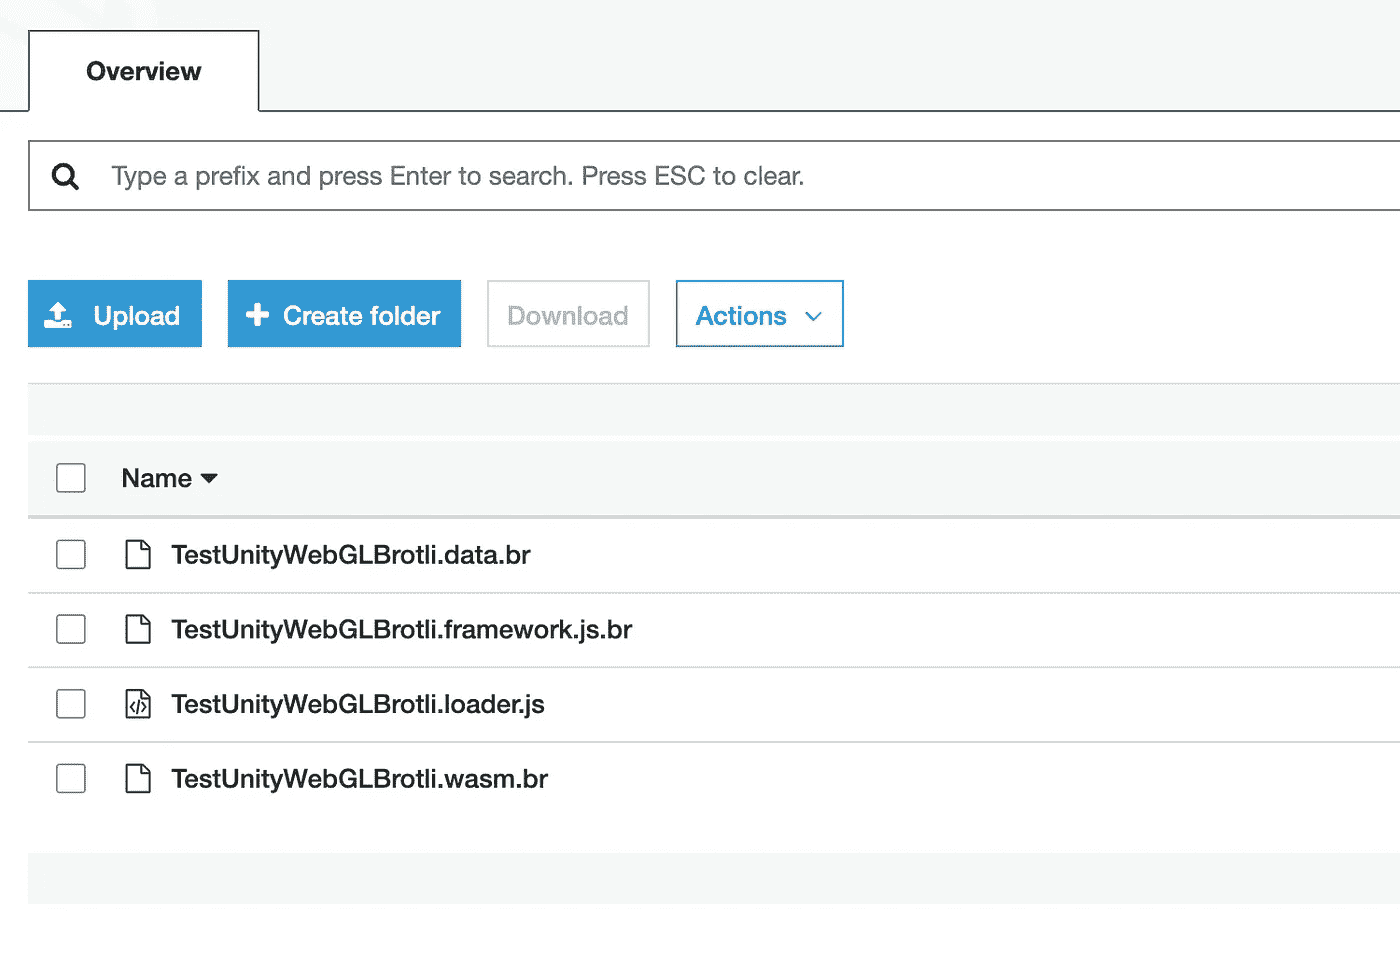 Overview
Type a prefix and press Enter to search. Press ESC to clear.
Upload Create folder Download Actions
Name
TestUnityWebGLBrotli.data.br
TestUnityWebGLBrotli.framework.js.br
TestUnityWebGLBrotli.loader.js
TestUnityWebGLBrotli.wasm.br